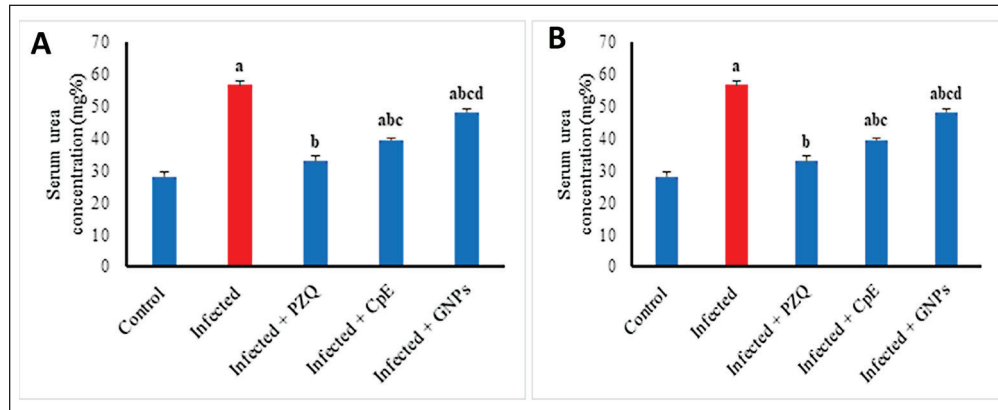 A
Serum urea
concentration (mg%)
70
60
50
40
30
20
10
0
a
b
abc
abcd
Control
Infected
Infected + PZQ
Infected + CpE
Infected + GNPs
B
Serum urea
concentration (mg%)
70
60
50
40
30
20
10
0
a
b
abc
abcd
Control
Infected
Infected + PZQ
Infected + CpE
Infected + GNPs